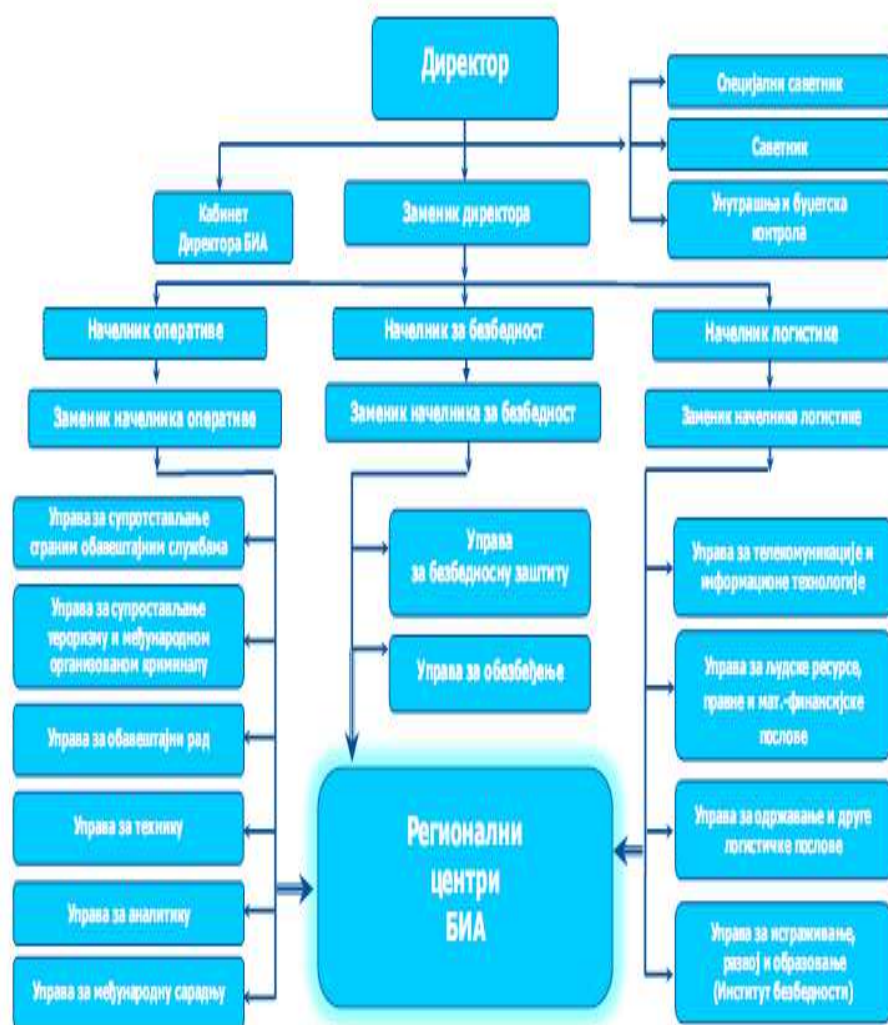 Директор
Специјални саветник
Саветник
Унутрашња и буџетска
контрола
Кабинет
Директора БИА
Заменик директора
Начелник оперативе
Начелник за безбедност
Начелник логистике
Заменик начелника оперативе
Заменик начелника за безбедност
Заменик начелника логистике
Управа за супротстављање
страним обавештајним службама
Управа за супростављање
тероризму и међународном
организованом криминалу
Управа за обавештајни рад
Управа за технику
Управа за аналитику
Управа за међународну сарадњу
Управа
за безбедносну заштиту
Управа за обезбеђење
Регионални
центри
БИА
Управа за телекомуникације и
информационе технологије
Управа за људске ресурсе,
правне и мат.-финансијске
послове
Управа за одржавање и друге
логистичке послове
Управа за истраживање,
развој и образовање
(Институт безбедности)